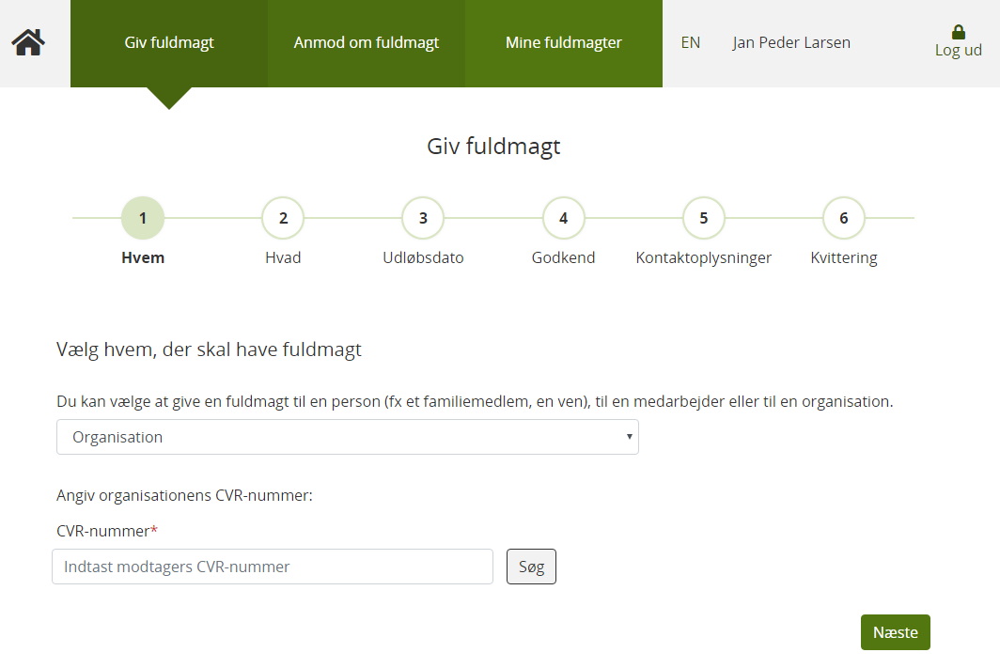 Giv fuldmagt
Anmod om fuldmagt
Mine fuldmagter
EN
Jan Peder Larsen
Log ud
Giv fuldmagt
1
2
3
4
5
6
Hvem
Hvad
Udløbsdato
Godkend
Kontaktoplysninger
Kvittering
Vælg hvem, der skal have fuldmagt
Du kan vælge at give en fuldmagt til en person (fx et familiemedlem, en ven), til en medarbejder eller til en organisation.
Organisation
Angiv organisationens CVR-nummer:
CVR-nummer*
Indtast modtagers CVR-nummer
Søg
Næste